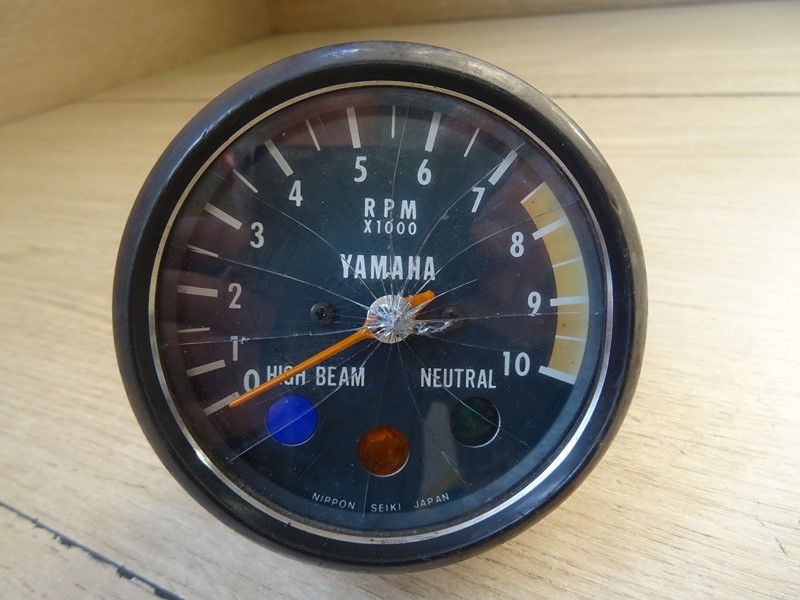 5 6
4 7
RPM
X1000
3 8
YAMAHA
2 9
1
0 HIGH BEAM NEUTRAL 10
NIPPON SEIKI JAPAN